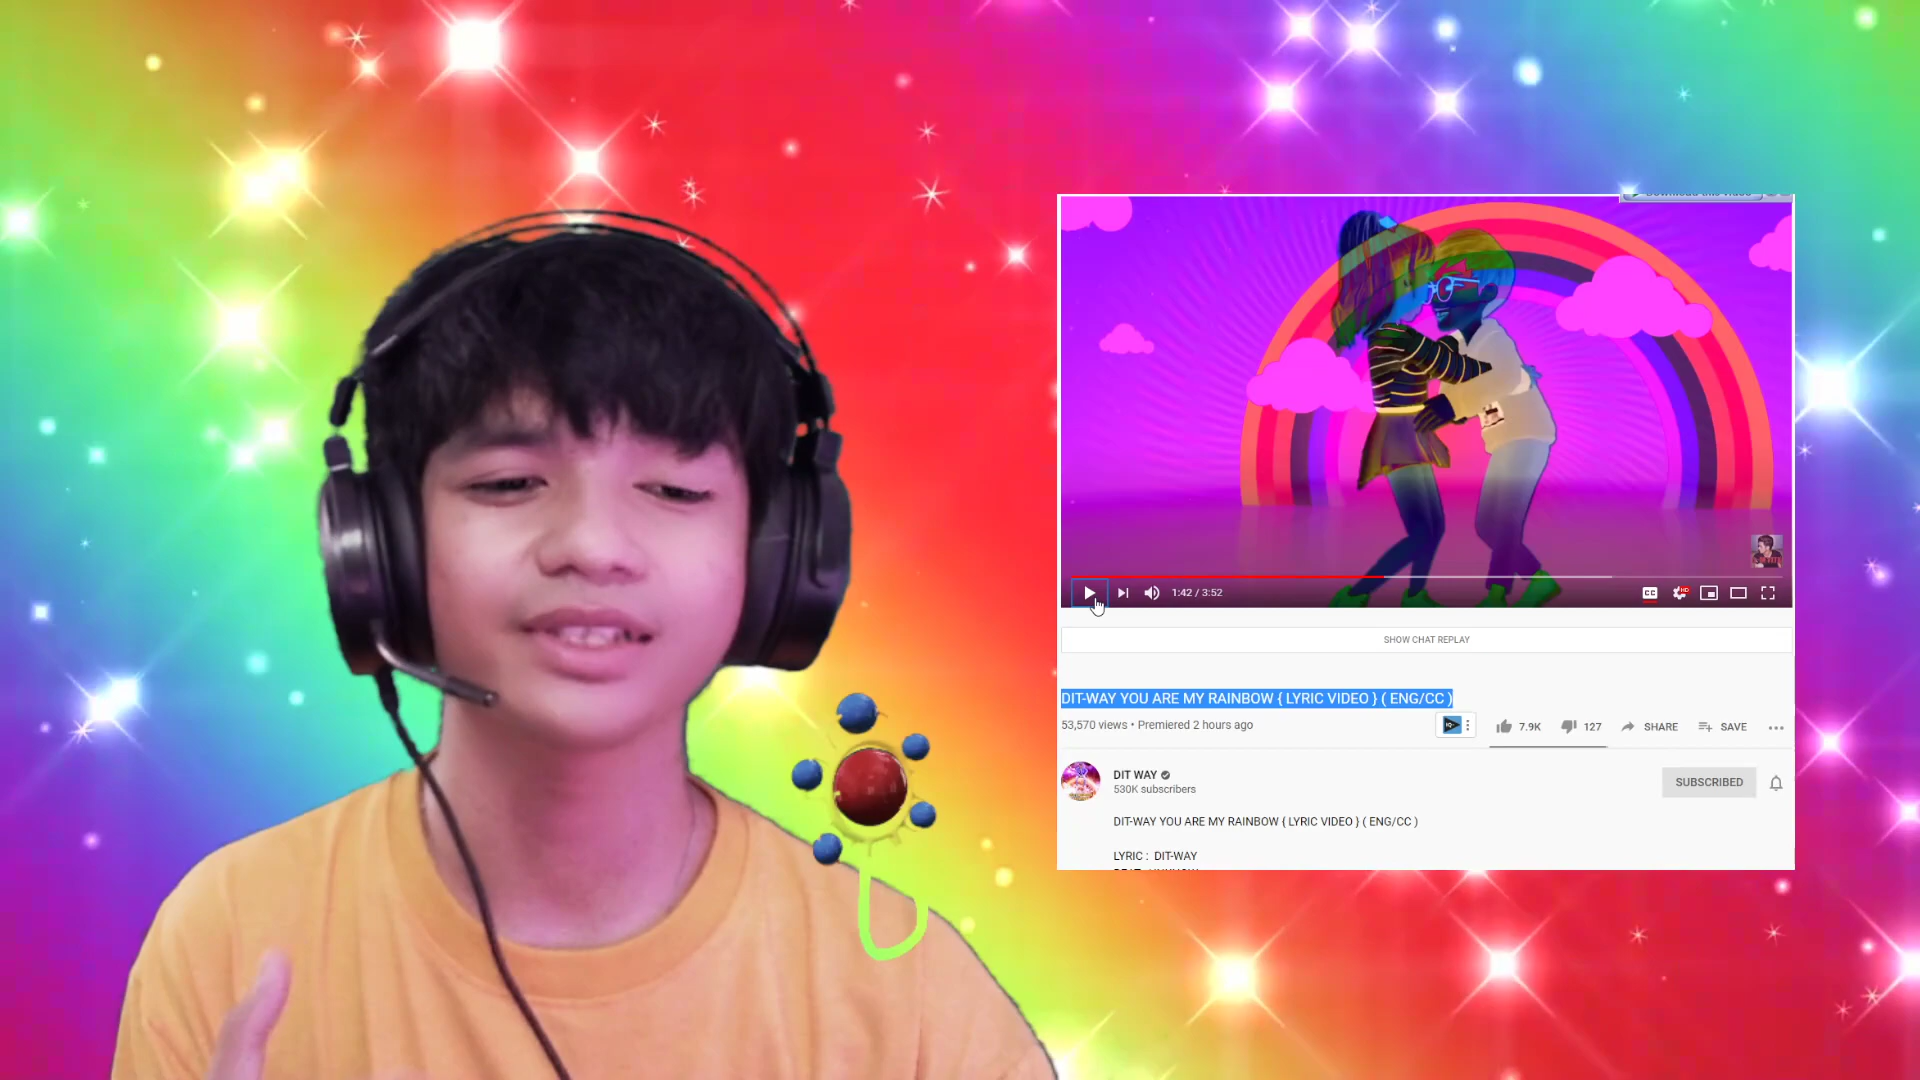 1:42 / 3:52
CC
HD
SHOW CHAT REPLAY
DIT-WAY YOU ARE MY RAINBOW { LYRIC VIDEO } ( ENG/CC )
53,570 views • Premiered 2 hours ago
7.9K
127
SHARE
SAVE
DIT WAY
530K subscribers
SUBSCRIBED
DIT-WAY YOU ARE MY RAINBOW ( LYRIC VIDEO ) ( ENG/CC )
LYRIC : DIT-WAY